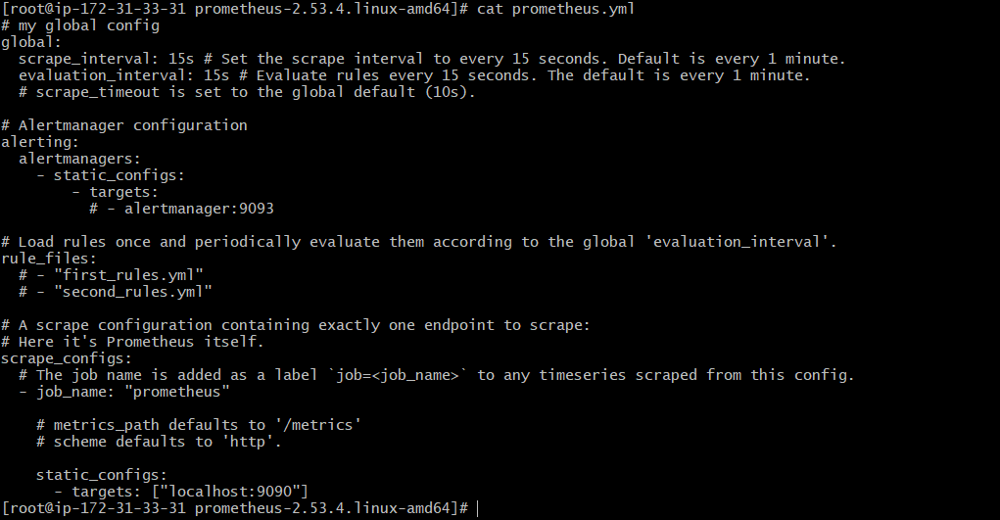 [root@ip-172-31-33-31 prometheus-2.53.4.linux-amd64]# cat prometheus.yml
# my global config
global:
  scrape_interval: 15s # Set the scrape interval to every 15 seconds. Default is every 1 minute.
  evaluation_interval: 15s # Evaluate rules every 15 seconds. The default is every 1 minute.
  # scrape_timeout is set to the global default (10s).

# Alertmanager configuration
alerting:
  alertmanagers:
    - static_configs:
        - targets:
          # - alertmanager:9093

# Load rules once and periodically evaluate them according to the global 'evaluation_interval'.
rule_files:
  # - "first_rules.yml"
  # - "second_rules.yml"

# A scrape configuration containing exactly one endpoint to scrape:
# Here it's Prometheus itself.
scrape_configs:
  # The job name is added as a label `job=<job_name>` to any timeseries scraped from this config.
  - job_name: "prometheus"

    # metrics_path defaults to '/metrics'
    # scheme defaults to 'http'.

    static_configs:
      - targets: ["localhost:9090"]
[root@ip-172-31-33-31 prometheus-2.53.4.linux-amd64]#